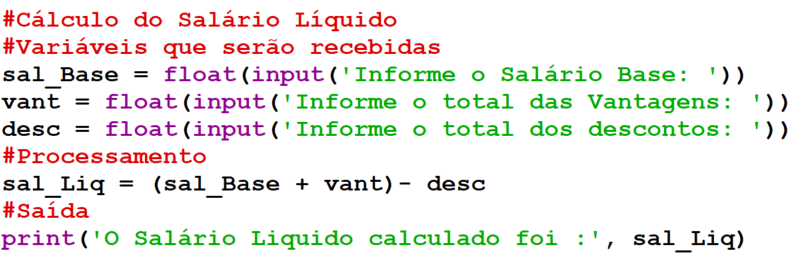 #Cálculo do Salário Líquido
#Variáveis que serão recebidas
sal_Base = float(input('Informe o Salário Base: '))
vant = float(input('Informe o total das Vantagens: '))
desc = float(input('Informe o total dos descontos: '))
#Processamento
sal_Liq = (sal_Base + vant)- desc
#Saída
print('O Salário Liquido calculado foi :', sal_Liq)